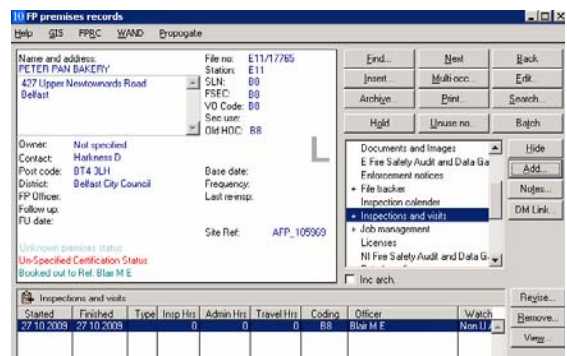 FP premises records
Help GIS FPRC WAND Propogate
Name and address:
PETER PAN BAKERY
427 Upper Newtownards Road
Belfast
File no: E11/17765
Station: E11
SLN: B8
FSEC: B8
VO Code: B8
Sec use:
Old HOC: B8
Owner: Not specified
Contact: Harkness D
Post code: BT4 3LH
District: Belfast City Council
FP Officer:
Follow up:
FU date:
Base date:
Frequency:
Last re-insp:
Site Ref: AFP_105969
L
Unknown premises status
Un-Specified Certification Status
Booked out to Ref: Blair M E
Find... Next Back
Insert... Multi occ... Edit...
Archive... Print... Search...
Hold Unuse no... Batch
Documents and Images
E Fire Safety Audit and Data Ga
Enforcement notices
+ File tracker
Inspection calender
+ Inspections and visits
+ Job management
Licenses
NI Fire Safety Audit and Data G
Inc arch.
Hide
Add...
Notes...
DM Link...
Inspections and visits
Started Finished Type Insp Hrs Admin Hrs Travel Hrs Coding Officer Watch
27 10 2009 27 10 2009 0 0 0 B8 Blair M E Non U
Revise...
Remove...
View...